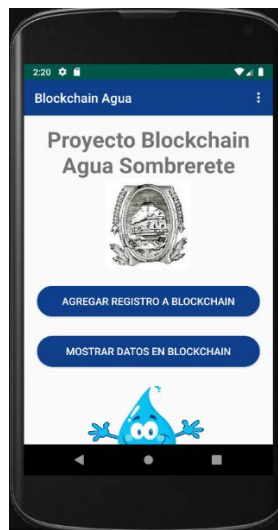 2:20
Blockchain Agua
Proyecto Blockchain
Agua Sombrerete
AGREGAR REGISTRO A BLOCKCHAIN
MOSTRAR DATOS EN BLOCKCHAIN